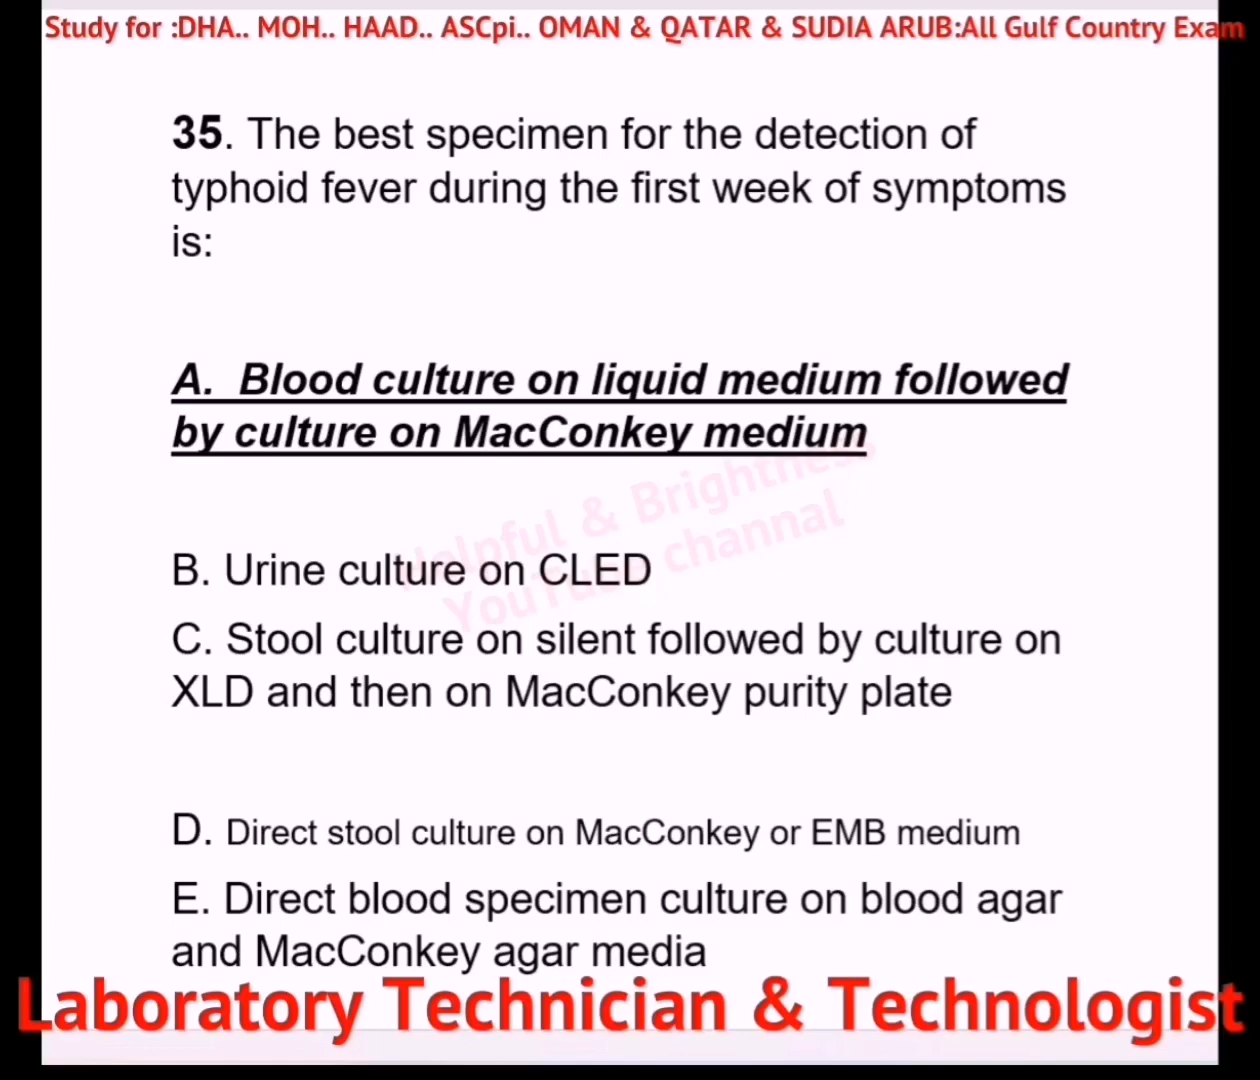 Study for :DHA.. MOH.. HAAD.. ASCpi.. OMAN & QATAR & SUDIA ARUB:All Gulf Country Exam
35. The best specimen for the detection of
typhoid fever during the first week of symptoms
is:
A. Blood culture on liquid medium followed
by culture on MacConkey medium
Helpful & Brightness
YouTube channal
B. Urine culture on CLED
C. Stool culture on silent followed by culture on
XLD and then on MacConkey purity plate
D. Direct stool culture on MacConkey or EMB medium
E. Direct blood specimen culture on blood agar
and MacConkey agar media
Laboratory Technician & Technologist